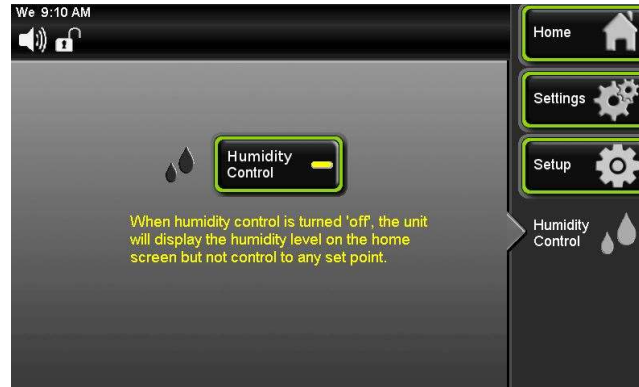 We 9:10 AM
Home
Settings
Setup
Humidity
Control
Humidity
Control
When humidity control is turned 'off', the unit
will display the humidity level on the home
screen but not control to any set point.